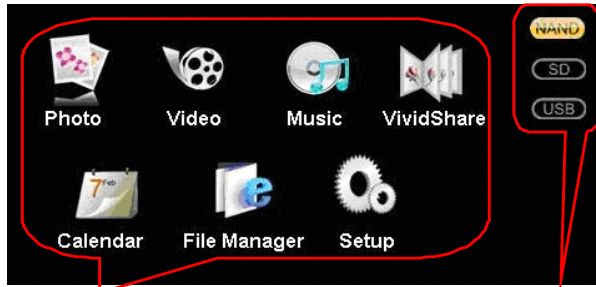 NAND
SD
USB
Photo Video Music VividShare
7 Feb
Calendar File Manager Setup